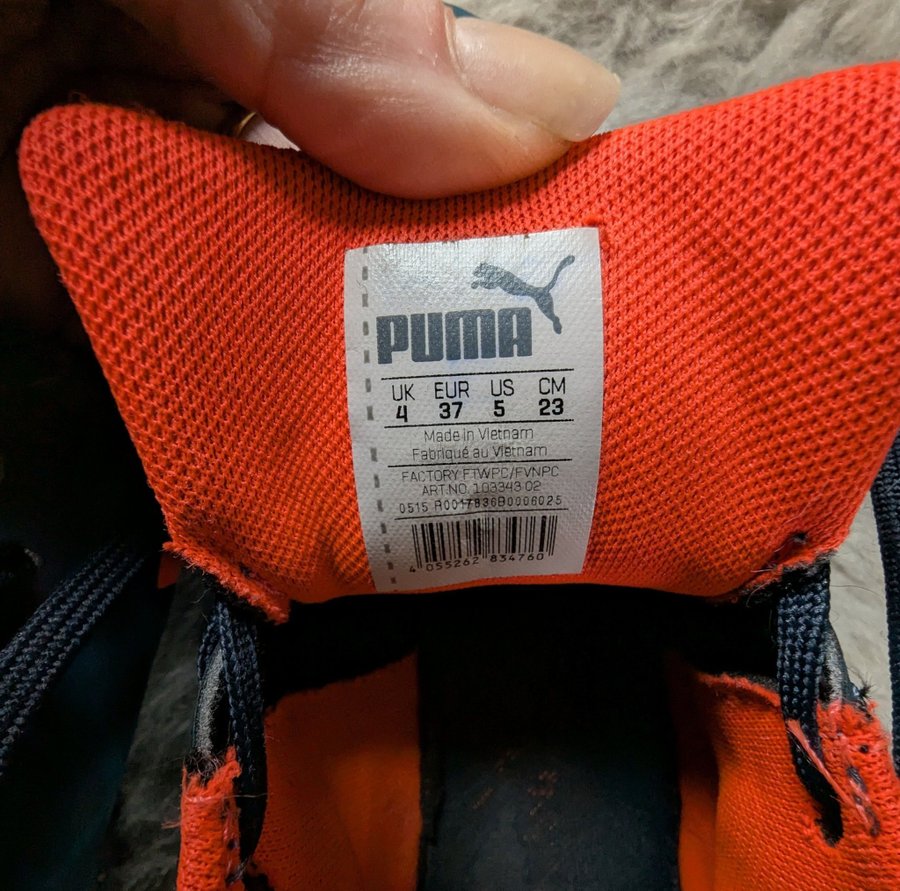 PUMA
UK EUR US CM
4 37 5 23
Made in Vietnam
Fabriqué au Vietnam
FACTORY FTWPC/FVNPC
ART.NO. 103343 02
0515 R0017836B0006025
4 055262 834760